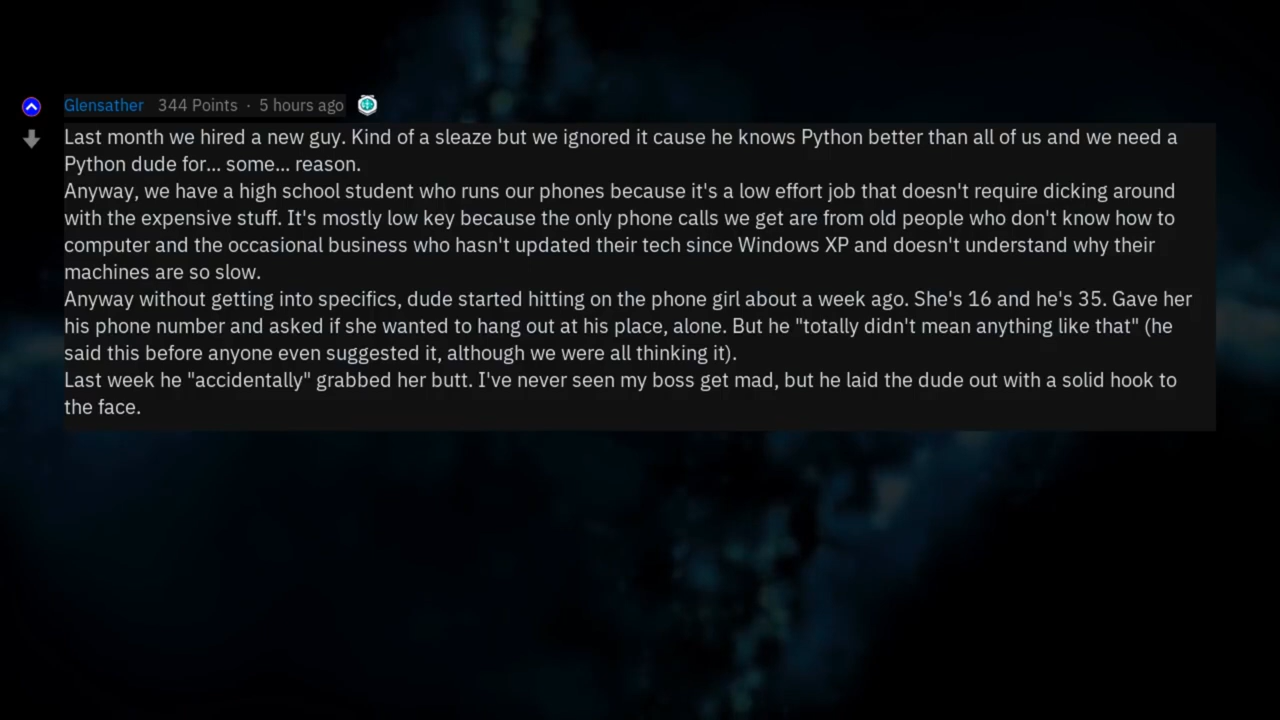 Glensather 344 Points · 5 hours ago
Last month we hired a new guy. Kind of a sleaze but we ignored it cause he knows Python better than all of us and we need a
Python dude for... some... reason.
Anyway, we have a high school student who runs our phones because it's a low effort job that doesn't require dicking around
with the expensive stuff. It's mostly low key because the only phone calls we get are from old people who don't know how to
computer and the occasional business who hasn't updated their tech since Windows XP and doesn't understand why their
machines are so slow.
Anyway without getting into specifics, dude started hitting on the phone girl about a week ago. She's 16 and he's 35. Gave her
his phone number and asked if she wanted to hang out at his place, alone. But he "totally didn't mean anything like that" (he
said this before anyone even suggested it, although we were all thinking it).
Last week he "accidentally" grabbed her butt. I've never seen my boss get mad, but he laid the dude out with a solid hook to
the face.